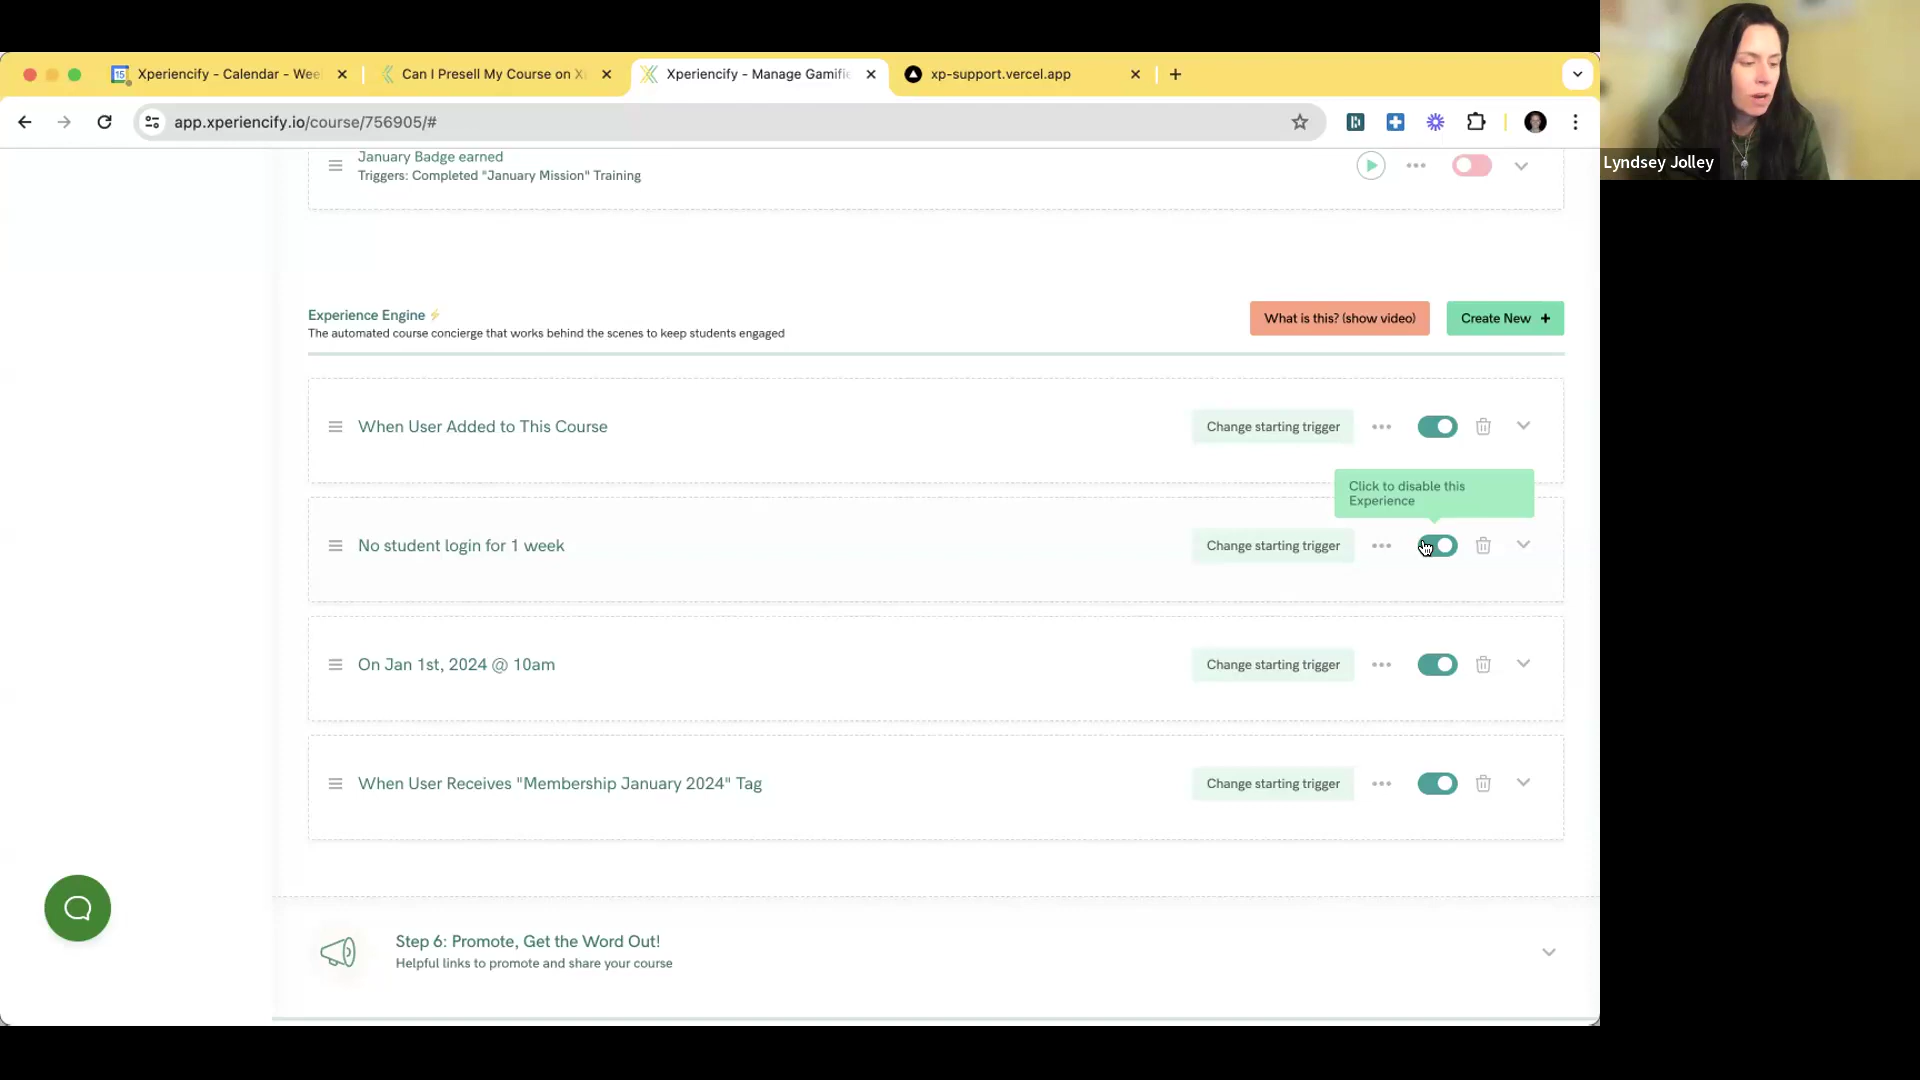 15
Xperiencify - Calendar - Wee
Can I Presell My Course on X
Xperiencify - Manage Gamifi
xp-support.vercel.app
app.xperiencify.io/course/756905/#
Lyndsey Jolley
January Badge earned
Triggers: Completed "January Mission" Training
Experience Engine⚡
The automated course concierge that works behind the scenes to keep students engaged
What is this? (show video)
Create New +
When User Added to This Course
Change starting trigger
Click to disable this
Experience
No student login for 1 week
Change starting trigger
On Jan 1st, 2024 @ 10am
Change starting trigger
When User Receives "Membership January 2024" Tag
Change starting trigger
Step 6: Promote, Get the Word Out!
Helpful links to promote and share your course